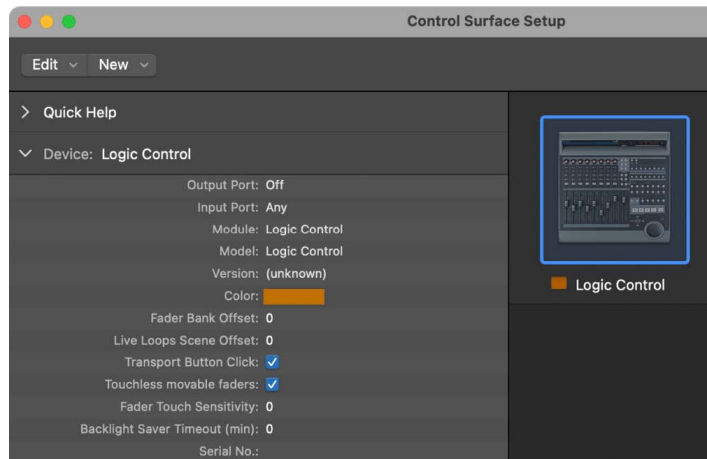 Control Surface Setup
Edit New
Quick Help
Device: Logic Control
Output Port: Off
Input Port: Any
Module: Logic Control
Model: Logic Control
Version: (unknown)
Color:
Fader Bank Offset: 0
Live Loops Scene Offset: 0
Transport Button Click:
Touchless movable faders:
Fader Touch Sensitivity: 0
Backlight Saver Timeout (min): 0
Serial No.:
Logic Control